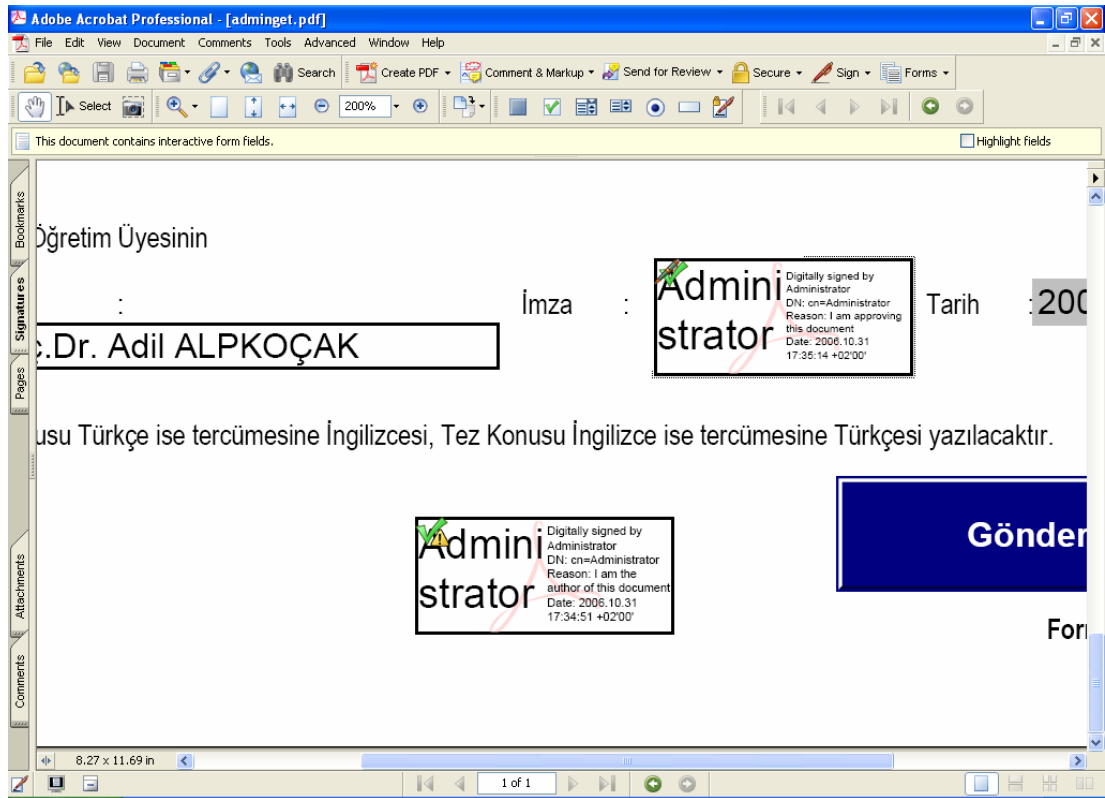 Adobe Acrobat Professional - [adminget.pdf]
File Edit View Document Comments Tools Advanced Window Help
Search Create PDF Comment & Markup Send for Review Secure Sign Forms
Select 200%
This document contains interactive form fields. Highlight fields
Bookmarks
Signatures
Pages
Attachments
Comments
Öğretim Üyesinin
: İmza : Tarih : 200
ç.Dr. Adil ALPKOÇAK
Admini
strator
Digitally signed by
Administrator
DN: cn=Administrator
Reason: I am approving
this document
Date: 2006.10.31
17:35:14 +02'00'
usu Türkçe ise tercümesine İngilizcesi, Tez Konusu İngilizce ise tercümesine Türkçesi yazılacaktır.
Admini
strator
Digitally signed by
Administrator
DN: cn=Administrator
Reason: I am the
author of this document
Date: 2006.10.31
17:34:51 +02'00'
Gönder
For
8.27 x 11.69 in
1 of 1